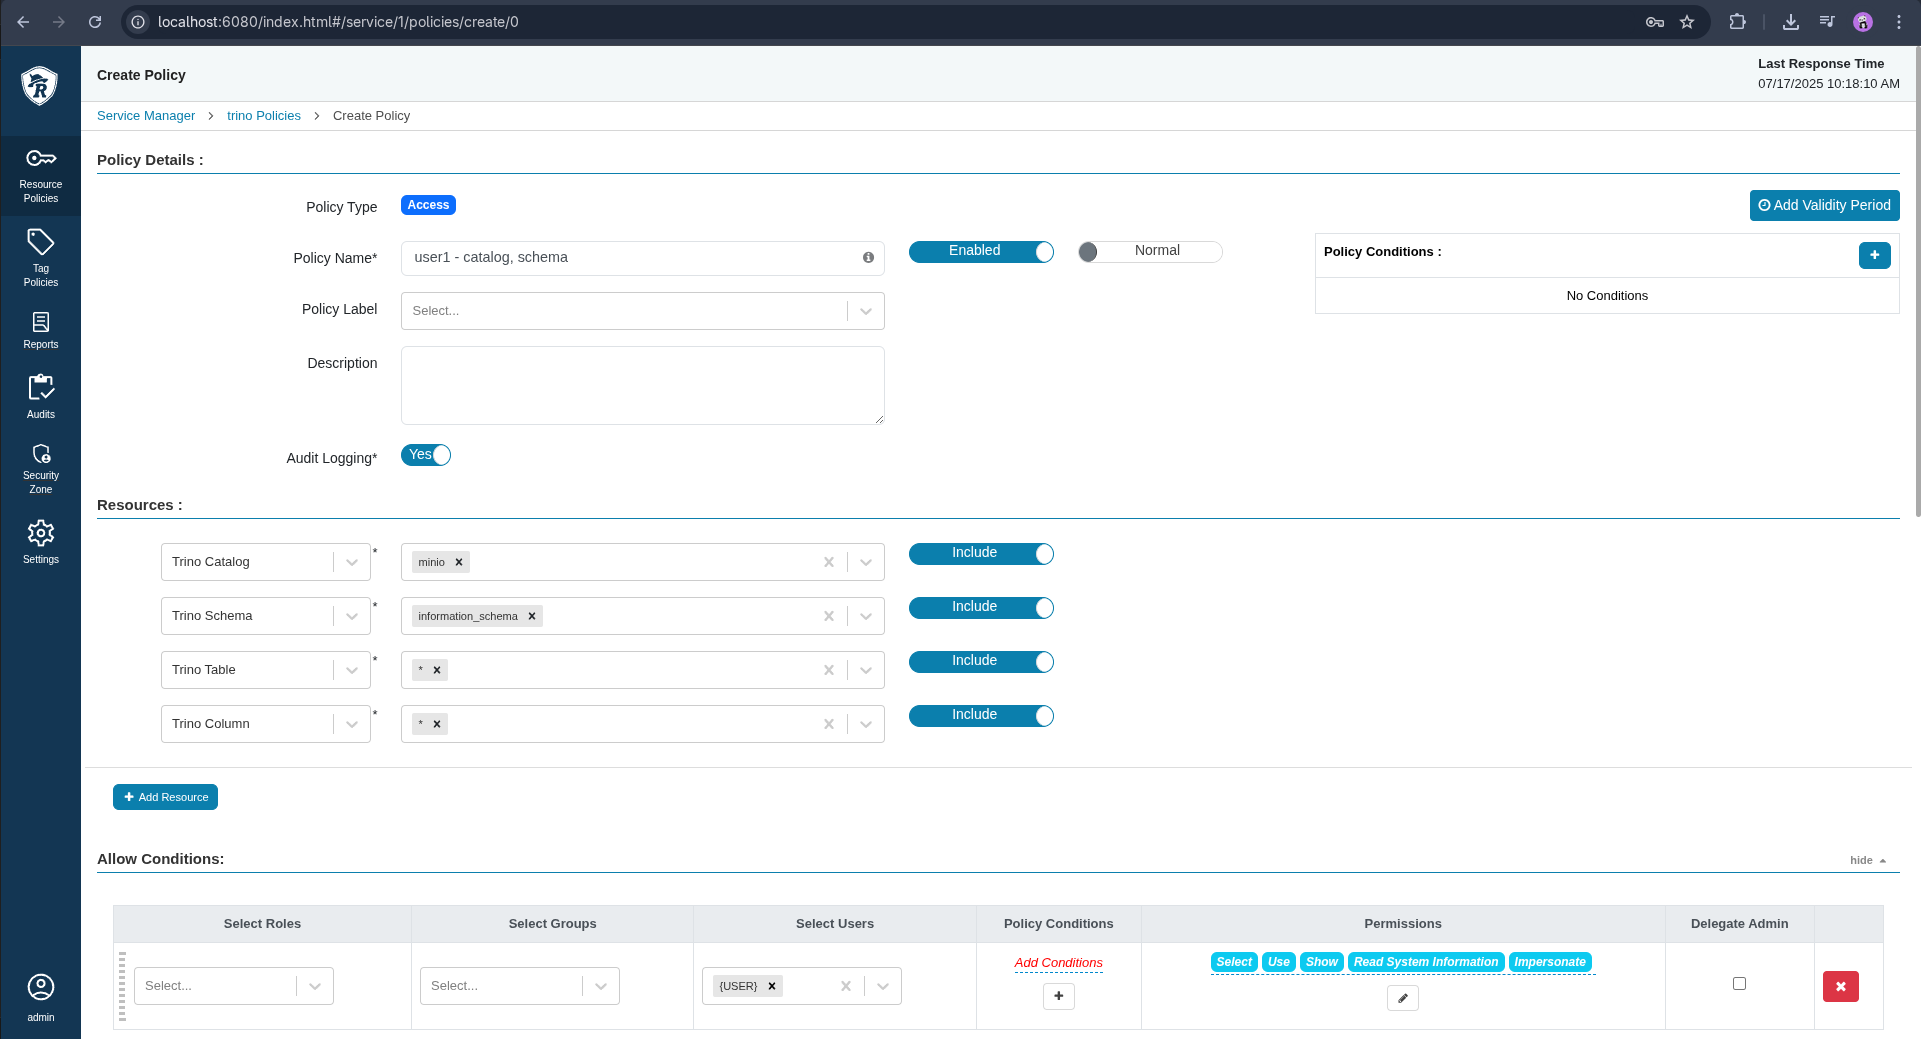 localhost:6080/index.html#/service/1/policies/create/0
R
Create Policy
Last Response Time
07/17/2025 10:18:10 AM
Service Manager > trino Policies > Create Policy
Resource
Policies
Tag
Policies
Reports
Audits
Security
Zone
Settings
admin
Policy Details :
Policy Type Access
Add Validity Period
Policy Name* user1 - catalog, schema Enabled Normal
Policy Conditions :
No Conditions
Policy Label Select...
Description
Audit Logging* Yes
Resources :
Trino Catalog * minio Include
Trino Schema * information_schema Include
Trino Table * * Include
Trino Column * * Include
Add Resource
Allow Conditions:
hide
Select Roles Select Groups Select Users Policy Conditions Permissions Delegate Admin
Select... Select... {USER} Add Conditions Select Use Show Read System Information Impersonate